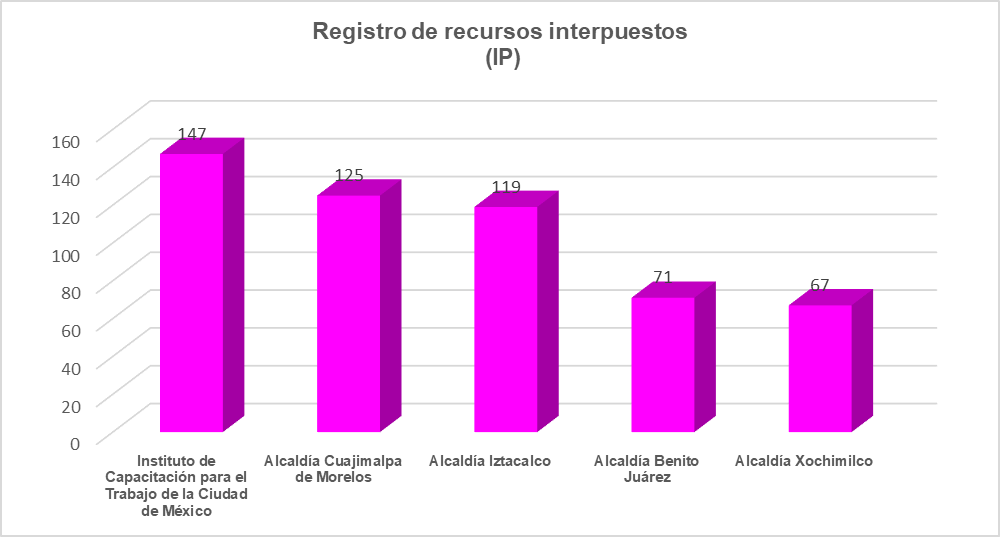 Registro de recursos interpuestos
(IP)
160
140
120
100
80
60
40
20
0
147
125
119
71
67
Instituto de
Capacitación para el
Trabajo de la Ciudad
de México
Alcaldía Cuajimalpa
de Morelos
Alcaldía Iztacalco
Alcaldía Benito
Juárez
Alcaldía Xochimilco